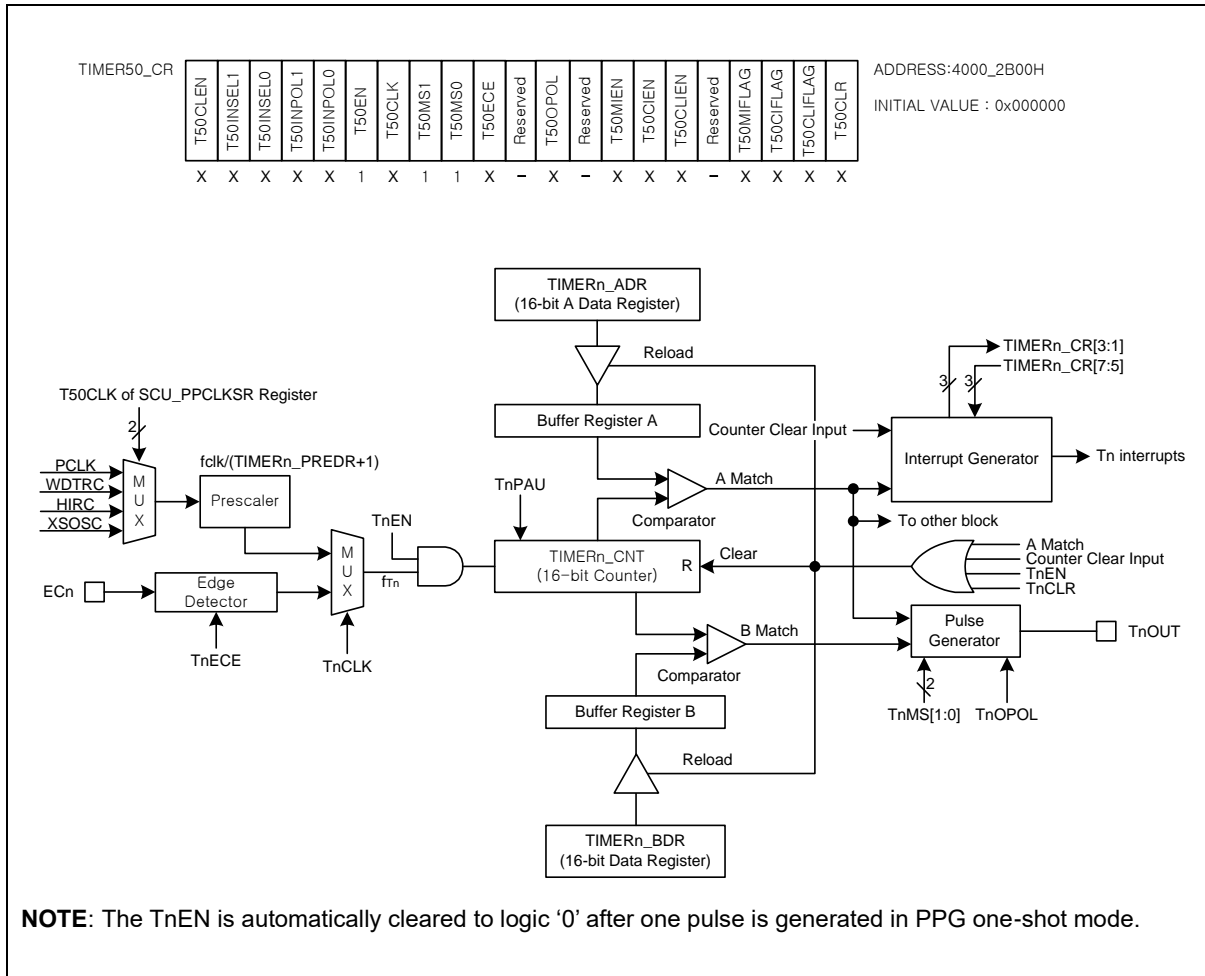 TIMER50_CR
T50CLEN
T50INSEL1
T50INSEL0
T50INPOL1
T50INPOL0
T50EN
T50CLK
T50MS1
T50MS0
T50ECE
Reserved
T50OPOL
Reserved
T50MIEN
T50CIEN
T50CLIEN
Reserved
T50MIFLAG
T50CIFLAG
T50CLIFLAG
T50CLR
ADDRESS:4000_2B00H
INITIAL VALUE : 0x000000
X X X X X 1 X 1 1 X – X – X X X – X X X X
TIMERn_ADR
(16-bit A Data Register)
Reload
Buffer Register A
T50CLK of SCU_PPCLKSR Register
2
PCLK
WDTRC
HIRC
XSOSC
MUX
fclk/(TIMERn_PREDR+1)
Prescaler
ECn
Edge
Detector
TnECE
MUX
TnCLK
TnEN
fTn
TnPAU
TIMERn_CNT
(16-bit Counter)
R
Clear
Comparator
A Match
Counter Clear Input
TIMERn_CR[3:1]
TIMERn_CR[7:5]
3
3
Interrupt Generator
Tn interrupts
To other block
A Match
Counter Clear Input
TnEN
TnCLR
B Match
Comparator
Pulse
Generator
TnOUT
2
TnMS[1:0]
TnOPOL
Buffer Register B
Reload
TIMERn_BDR
(16-bit Data Register)
NOTE: The TnEN is automatically cleared to logic ‘0’ after one pulse is generated in PPG one-shot mode.